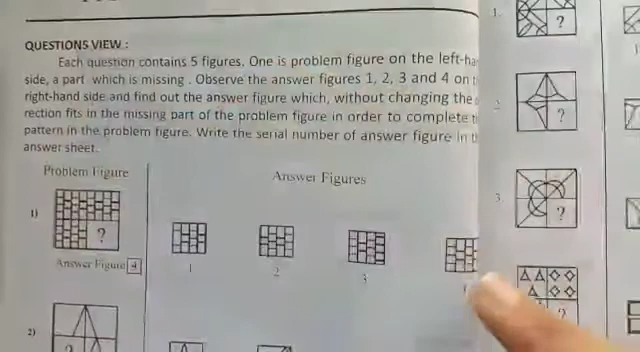 QUESTIONS VIEW :
Each question contains 5 figures. One is problem figure on the left-ha
side, a part which is missing . Observe the answer figures 1, 2, 3 and 4 on t
right-hand side and find out the answer figure which, without changing the
rection fits in the missing part of the problem figure in order to complete t
pattern in the problem figure. Write the serial number of answer figure in t
answer sheet.
Problem Figure
Answer Figures
1)
?
Answer Figure 4
1
2
3
2)
?
1.
?
2.
?
3.
?
?